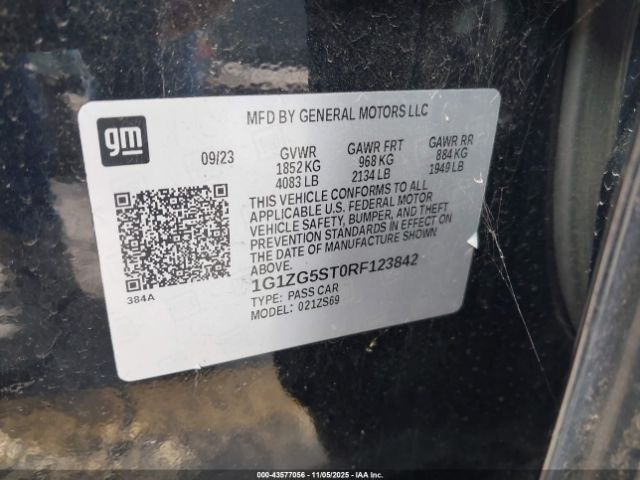 MFD BY GENERAL MOTORS LLC
gm
09/23 GVWR GAWR FRT GAWR RR
1852 KG 968 KG 884 KG
4083 LB 2134 LB 1949 LB
THIS VEHICLE CONFORMS TO ALL
APPLICABLE U.S. FEDERAL MOTOR
VEHICLE SAFETY, BUMPER, AND THEFT
PREVENTION STANDARDS IN EFFECT ON
THE DATE OF MANUFACTURE SHOWN
ABOVE.
1G1ZG5ST0RF123842
TYPE: PASS CAR
MODEL: 021ZS69
384A
000-43577056 - 11/05/2025 - IAAI.COM